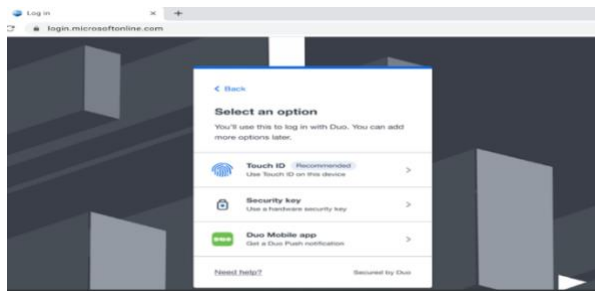 Log in
login.microsoftonline.com
Back
Select an option
You'll use this to log in with Duo. You can add
more options later.
Touch ID Recommended
Use Touch ID on this device
Security key
Use a hardware security key
Duo Mobile app
Get a Duo Push notification
Need help? Secured by Duo